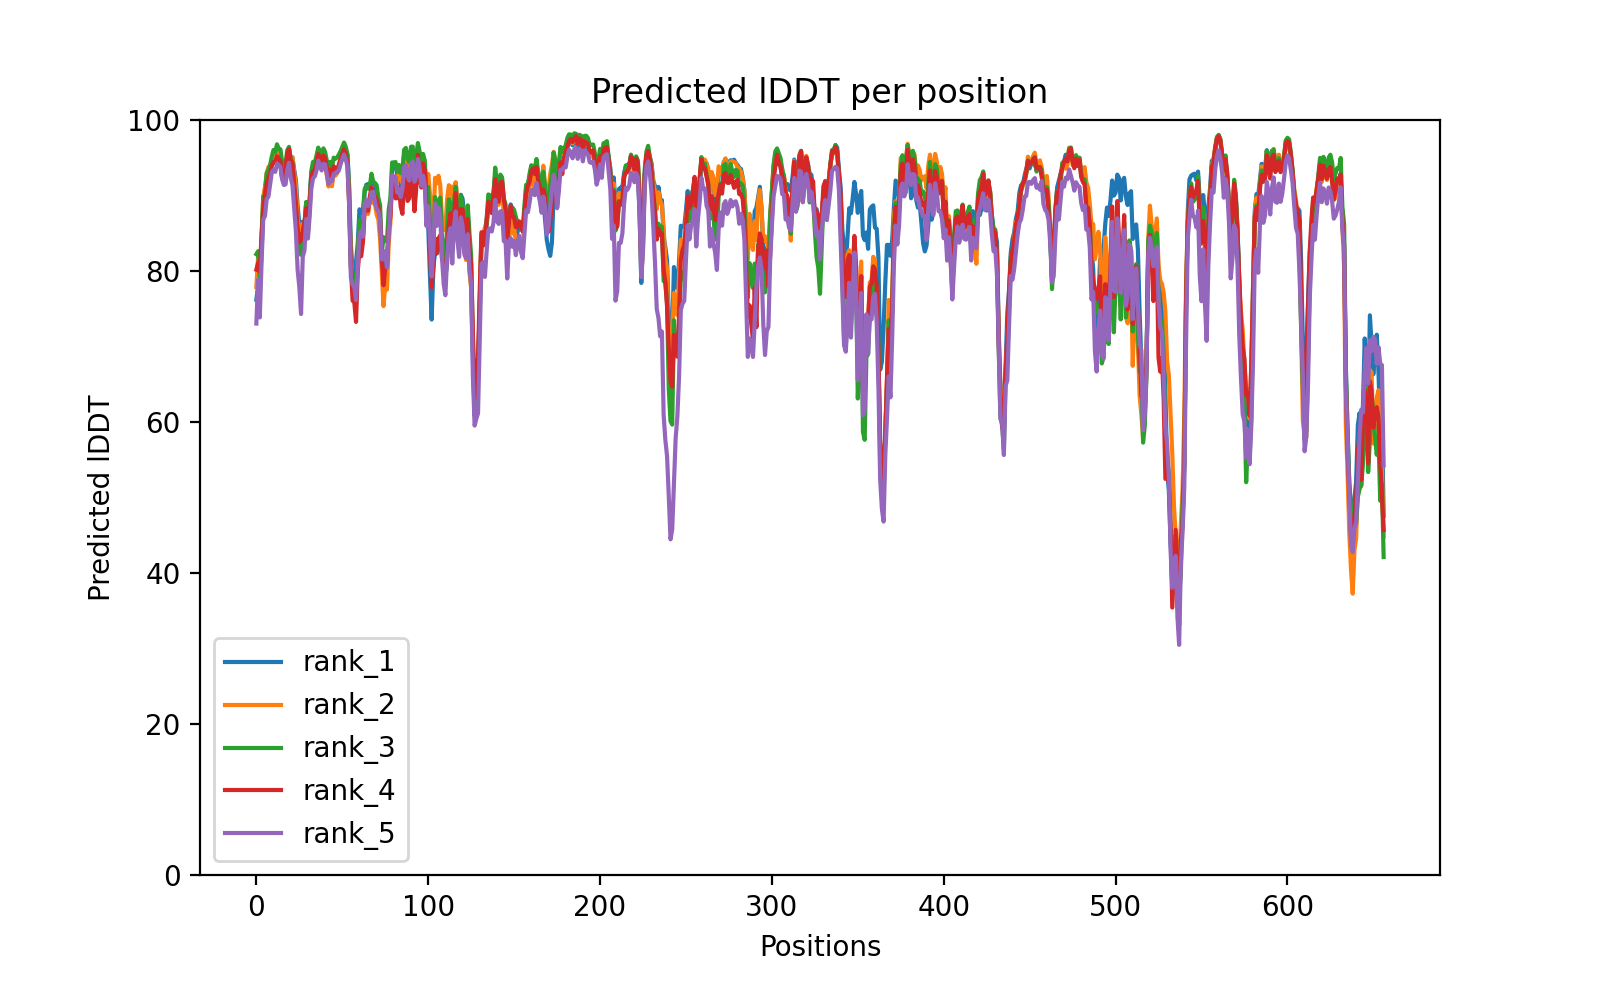 Predicted lDDT per position
100
80
60
40
20
0
Predicted lDDT
rank_1
rank_2
rank_3
rank_4
rank_5
0 100 200 300 400 500 600
Positions